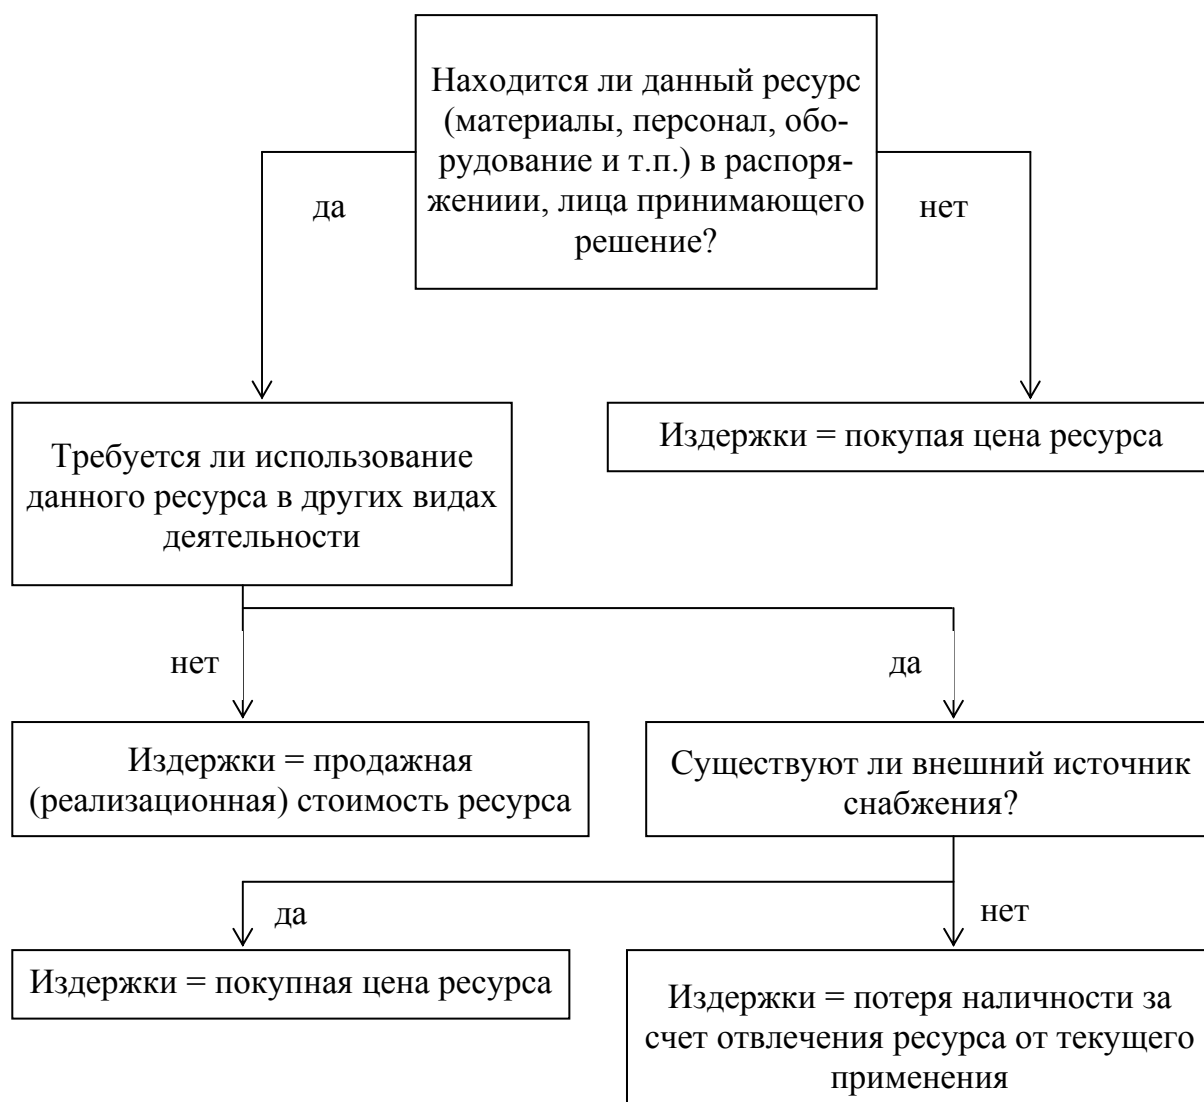 Находится ли данный ресурс
(материалы, персонал, обо-
рудование и т.п.) в распоря-
жениии, лица принимающего
решение?
да
нет
Требуется ли использование
данного ресурса в других видах
деятельности
Издержки = покупая цена ресурса
нет
да
Издержки = продажная
(реализационная) стоимость ресурса
Существуют ли внешний источник
снабжения?
да
нет
Издержки = покупная цена ресурса
Издержки = потеря наличности за
счет отвлечения ресурса от текущего
применения